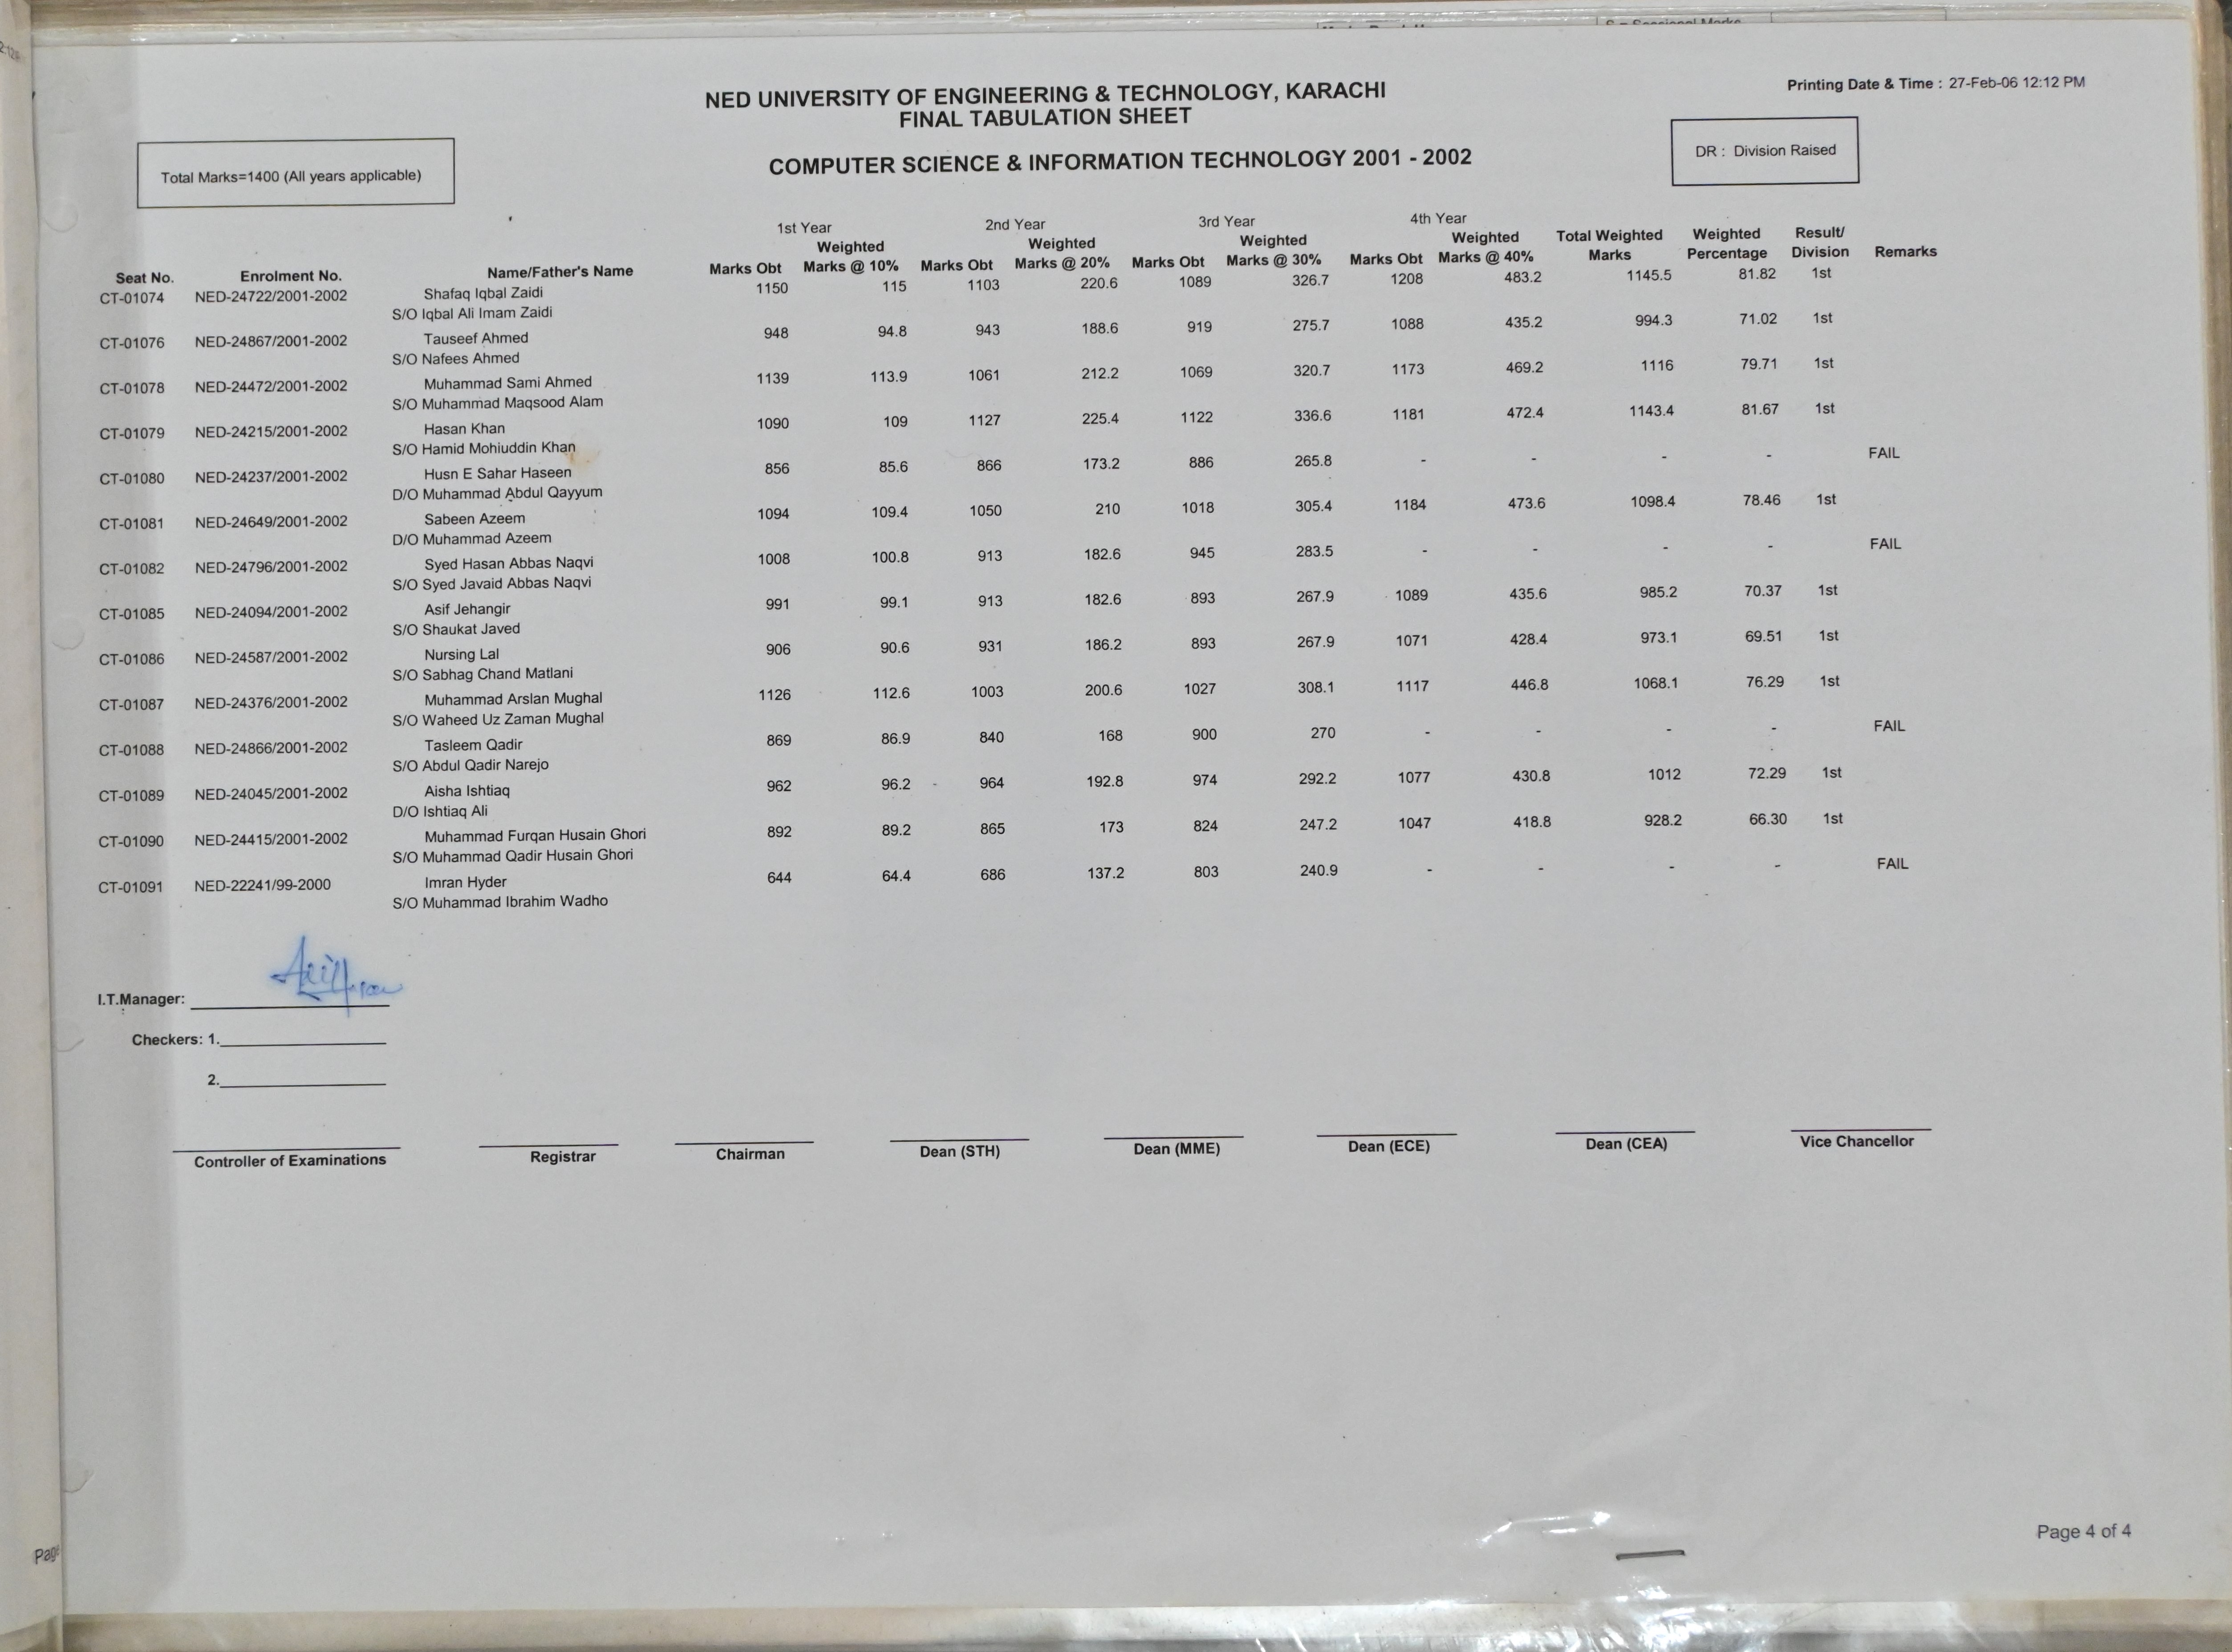 Printing Date & Time : 27-Feb-06 12:12 PM
NED UNIVERSITY OF ENGINEERING & TECHNOLOGY, KARACHI
FINAL TABULATION SHEET
COMPUTER SCIENCE & INFORMATION TECHNOLOGY 2001 - 2002
Total Marks=1400 (All years applicable)
DR : Division Raised
1st Year 2nd Year 3rd Year 4th Year
Weighted Weighted Weighted Weighted Total Weighted Weighted Result/
Seat No. Enrolment No. Name/Father's Name Marks Obt Marks @ 10% Marks Obt Marks @ 20% Marks Obt Marks @ 30% Marks Obt Marks @ 40% Marks Percentage Division Remarks
CT-01074 NED-24722/2001-2002 Shafaq Iqbal Zaidi 1150 115 1103 220.6 1089 326.7 1208 483.2 1145.5 81.82 1st
S/O Iqbal Ali Imam Zaidi
CT-01076 NED-24867/2001-2002 Tauseef Ahmed 948 94.8 943 188.6 919 275.7 1088 435.2 994.3 71.02 1st
S/O Nafees Ahmed
CT-01078 NED-24472/2001-2002 Muhammad Sami Ahmed 1139 113.9 1061 212.2 1069 320.7 1173 469.2 1116 79.71 1st
S/O Muhammad Maqsood Alam
CT-01079 NED-24215/2001-2002 Hasan Khan 1090 109 1127 225.4 1122 336.6 1181 472.4 1143.4 81.67 1st
S/O Hamid Mohiuddin Khan
CT-01080 NED-24237/2001-2002 Husn E Sahar Haseen 856 85.6 866 173.2 886 265.8 - - - - FAIL
D/O Muhammad Abdul Qayyum
CT-01081 NED-24649/2001-2002 Sabeen Azeem 1094 109.4 1050 210 1018 305.4 1184 473.6 1098.4 78.46 1st
D/O Muhammad Azeem
CT-01082 NED-24796/2001-2002 Syed Hasan Abbas Naqvi 1008 100.8 913 182.6 945 283.5 - - - - FAIL
S/O Syed Javaid Abbas Naqvi
CT-01085 NED-24094/2001-2002 Asif Jehangir 991 99.1 913 182.6 893 267.9 1089 435.6 985.2 70.37 1st
S/O Shaukat Javed
CT-01086 NED-24587/2001-2002 Nursing Lal 906 90.6 931 186.2 893 267.9 1071 428.4 973.1 69.51 1st
S/O Sabhag Chand Matlani
CT-01087 NED-24376/2001-2002 Muhammad Arslan Mughal 1126 112.6 1003 200.6 1027 308.1 1117 446.8 1068.1 76.29 1st
S/O Waheed Uz Zaman Mughal
CT-01088 NED-24866/2001-2002 Tasleem Qadir 869 86.9 840 168 900 270 - - - - FAIL
S/O Abdul Qadir Narejo
CT-01089 NED-24045/2001-2002 Aisha Ishtiaq 962 96.2 964 192.8 974 292.2 1077 430.8 1012 72.29 1st
D/O Ishtiaq Ali
CT-01090 NED-24415/2001-2002 Muhammad Furqan Husain Ghori 892 89.2 865 173 824 247.2 1047 418.8 928.2 66.30 1st
S/O Muhammad Qadir Husain Ghori
CT-01091 NED-22241/99-2000 Imran Hyder 644 64.4 686 137.2 803 240.9 - - - - FAIL
S/O Muhammad Ibrahim Wadho
I.T.Manager:
Checkers: 1.
2.
Controller of Examinations Registrar Chairman Dean (STH) Dean (MME) Dean (ECE) Dean (CEA) Vice Chancellor
Page 4 of 4